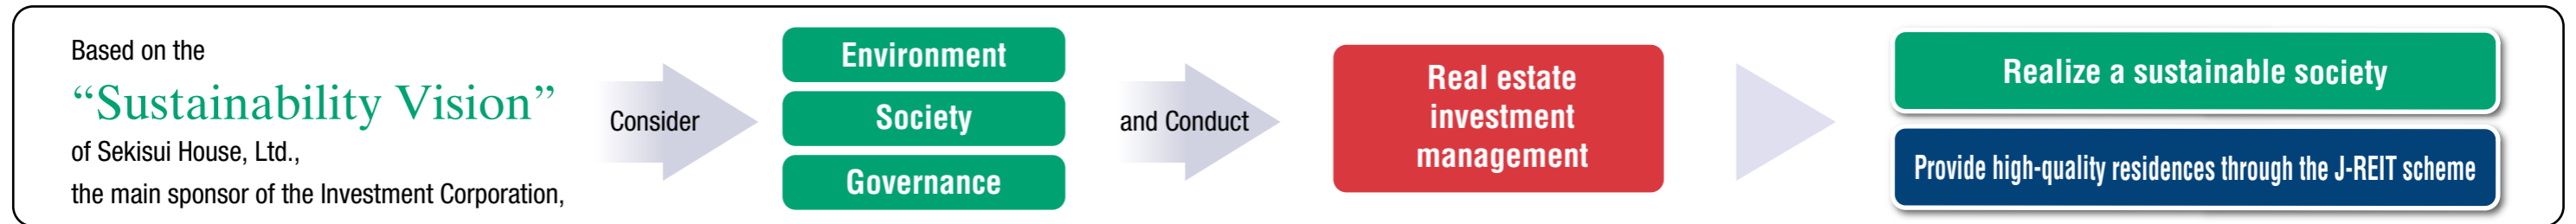 Based on the
“Sustainability Vision”
of Sekisui House, Ltd.,
the main sponsor of the Investment Corporation,
Consider
Environment
Society
Governance
and Conduct
Real estate
investment
management
Realize a sustainable society
Provide high-quality residences through the J-REIT scheme